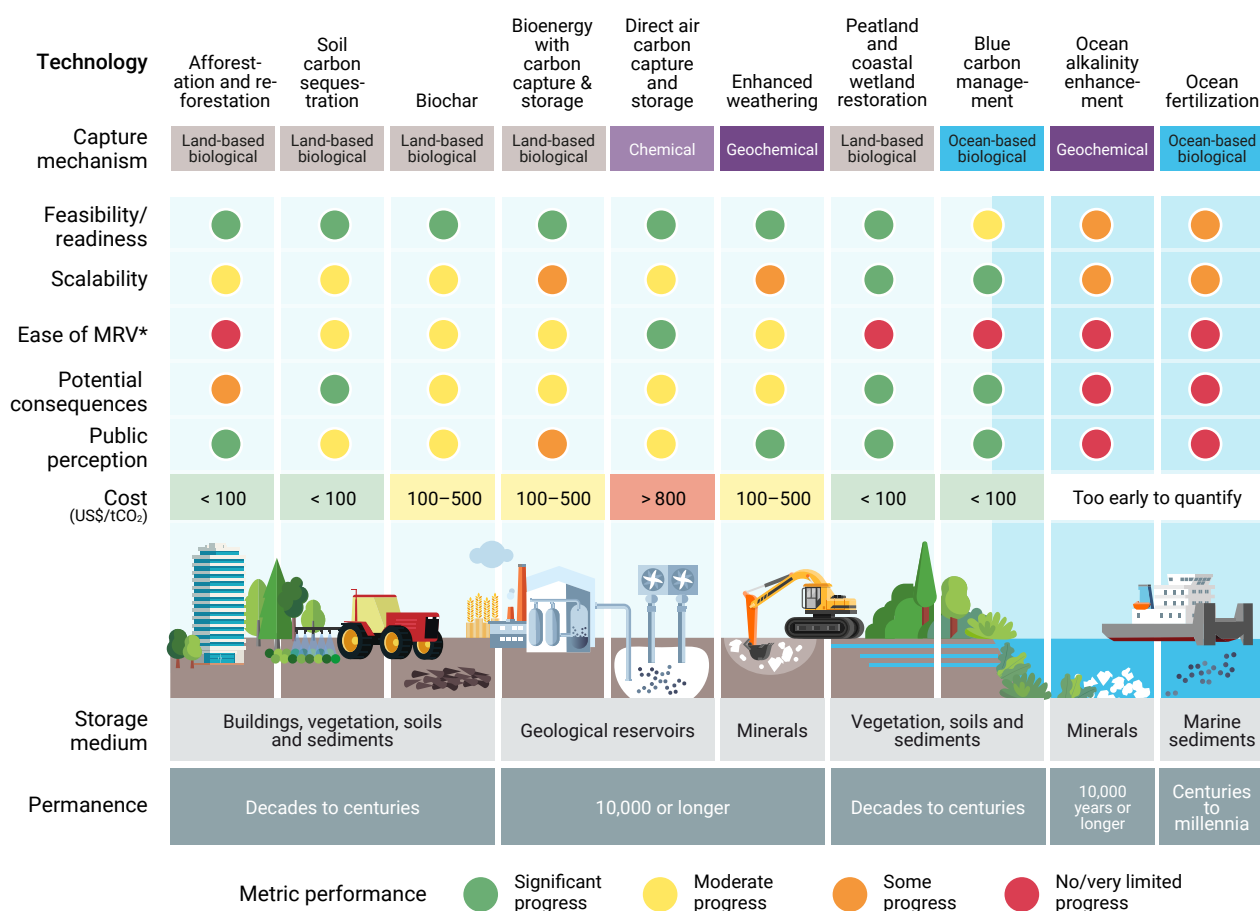 Technology
Afforest-
ation and re-
forestation
Soil
carbon
seques-
tration
Biochar
Bioenergy
with
carbon
capture &
storage
Direct air
carbon
capture
and
storage
Enhanced
weathering
Peatland
and
coastal
wetland
restoration
Blue
carbon
manage-
ment
Ocean
alkalinity
enhance-
ment
Ocean
fertilization
Capture
mechanism
Land-based
biological
Land-based
biological
Land-based
biological
Land-based
biological
Chemical
Geochemical
Land-based
biological
Ocean-based
biological
Geochemical
Ocean-based
biological
Feasibility/
readiness
Scalability
Ease of MRV*
Potential
consequences
Public
perception
Cost
(US$/tCO₂)
< 100
< 100
100–500
100–500
> 800
100–500
< 100
< 100
Too early to quantify
Storage
medium
Buildings, vegetation, soils
and sediments
Geological reservoirs
Minerals
Vegetation, soils and
sediments
Minerals
Marine
sediments
Permanence
Decades to centuries
10,000 or longer
Decades to centuries
10,000
years or
longer
Centuries
to
millennia
Metric performance
Significant
progress
Moderate
progress
Some
progress
No/very limited
progress